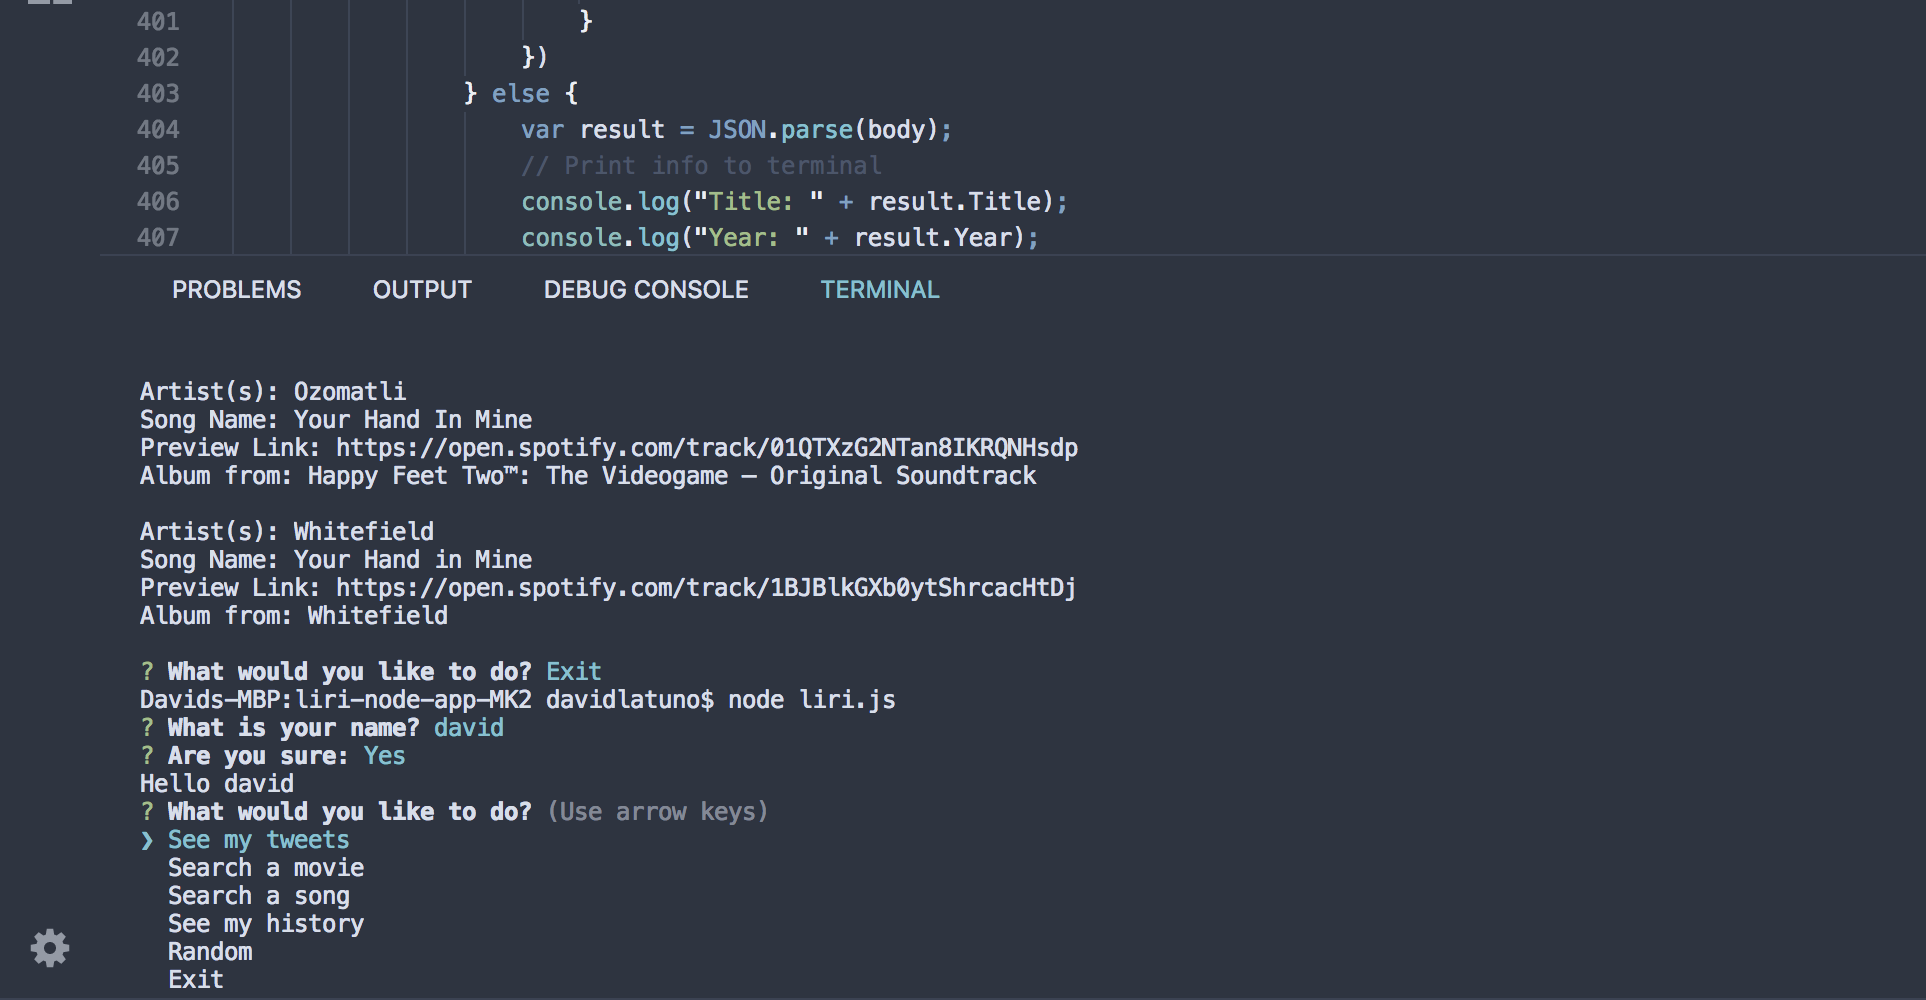 401 }
402 })
403 } else {
404 var result = JSON.parse(body);
405 // Print info to terminal
406 console.log("Title: " + result.Title);
407 console.log("Year: " + result.Year);
PROBLEMS OUTPUT DEBUG CONSOLE TERMINAL
Artist(s): Ozomatli
Song Name: Your Hand In Mine
Preview Link: https://open.spotify.com/track/01QTXzG2NTan8IKRQNHsdp
Album from: Happy Feet Two™: The Videogame – Original Soundtrack
Artist(s): Whitefield
Song Name: Your Hand in Mine
Preview Link: https://open.spotify.com/track/1BJBlkGXb0ytShrcacHtDj
Album from: Whitefield
? What would you like to do? Exit
Davids-MBP:liri-node-app-MK2 davidlatuno$ node liri.js
? What is your name? david
? Are you sure: Yes
Hello david
? What would you like to do? (Use arrow keys)
❯ See my tweets
Search a movie
Search a song
See my history
Random
Exit